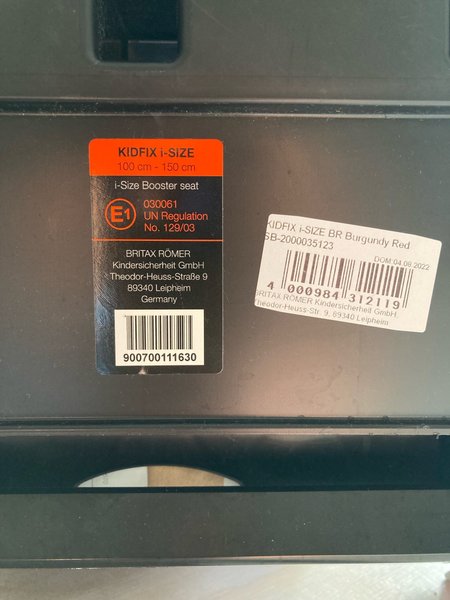 KIDFIX i-SIZE
100 cm - 150 cm
i-Size Booster seat
E1
030061
UN Regulation
No. 129/03
BRITAX RÖMER
Kindersicherheit GmbH
Theodor-Heuss-Straße 9
89340 Leipheim
Germany
900700111630
KIDFIX i-SIZE BR Burgundy Red
SB-2000035123
DOM 04.08.2022
4 000984 312119
BRITAX RÖMER Kindersicherheit GmbH
Theodor-Heuss-Str. 9, 89340 Leipheim